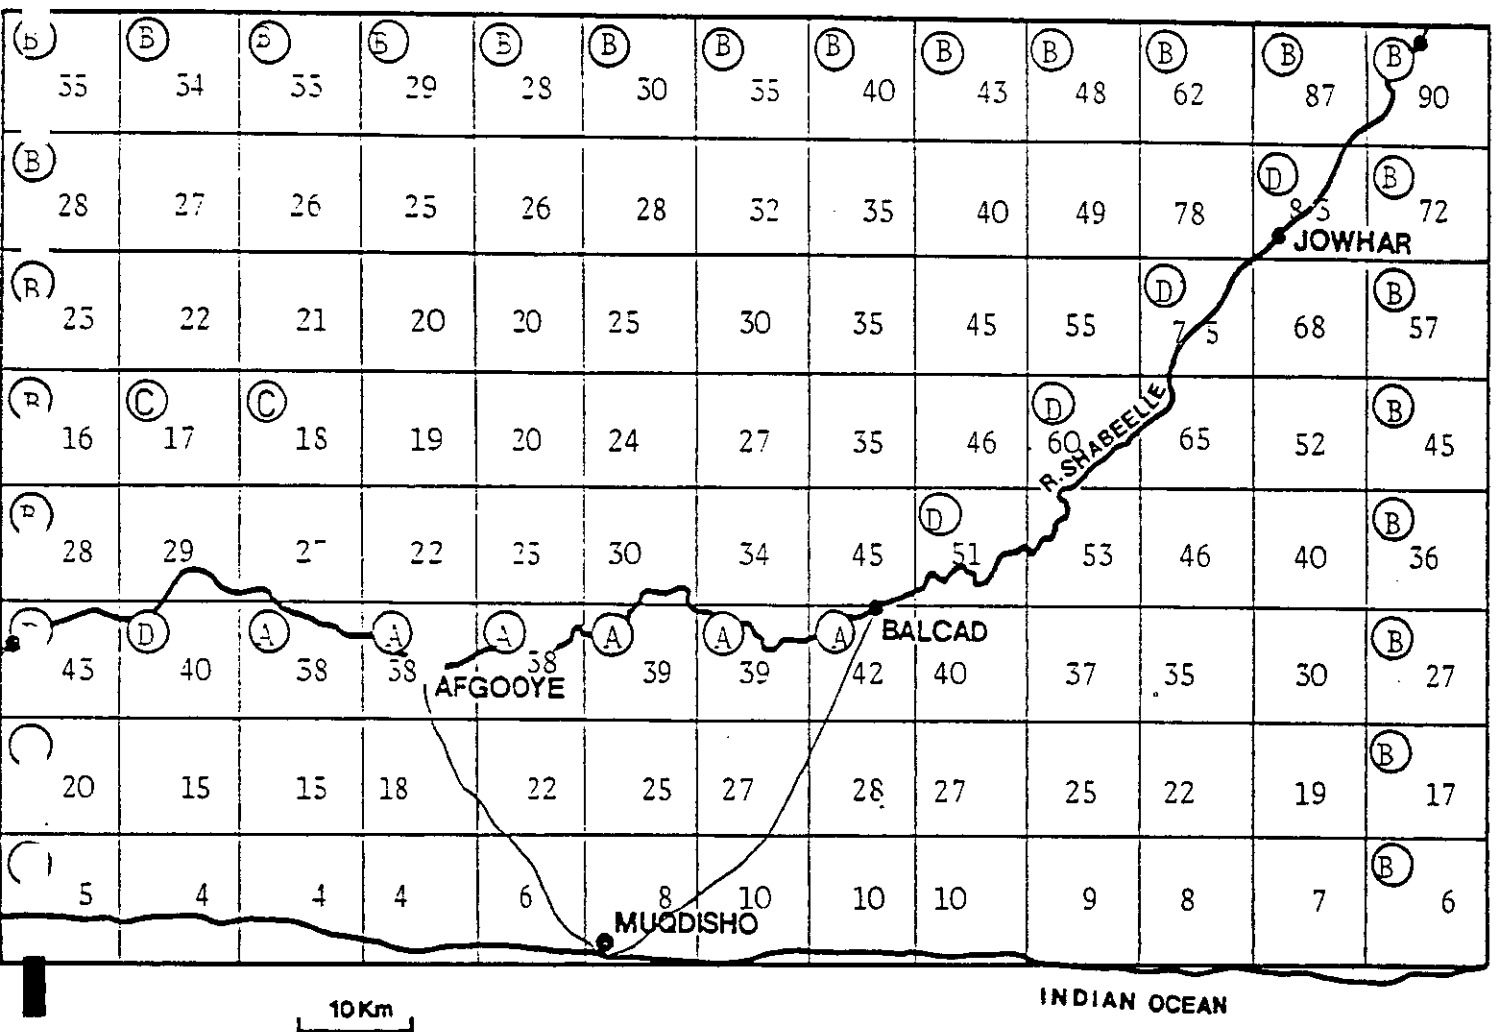 B B B B B B B B B B B B B
35 34 33 29 28 30 35 40 43 48 62 87 90
B D B
28 27 26 25 26 28 32 35 40 49 78 85 72
JOWHAR
B D B
23 22 21 20 20 25 30 35 45 55 75 68 57
B C C D B
16 17 18 19 20 24 27 35 46 60 65 52 45
R. SHABEELLE
B D B
28 29 22 23 30 34 45 51 53 46 40 36
D A A A A A A B
BALCAD
43 40 38 38 38 39 39 42 40 37 35 30 27
AFGOOYE
B
20 15 15 18 22 25 27 28 27 25 22 19 17
B
5 4 4 4 6 8 10 10 10 9 8 7 6
MUQDISHO
10 Km
INDIAN OCEAN